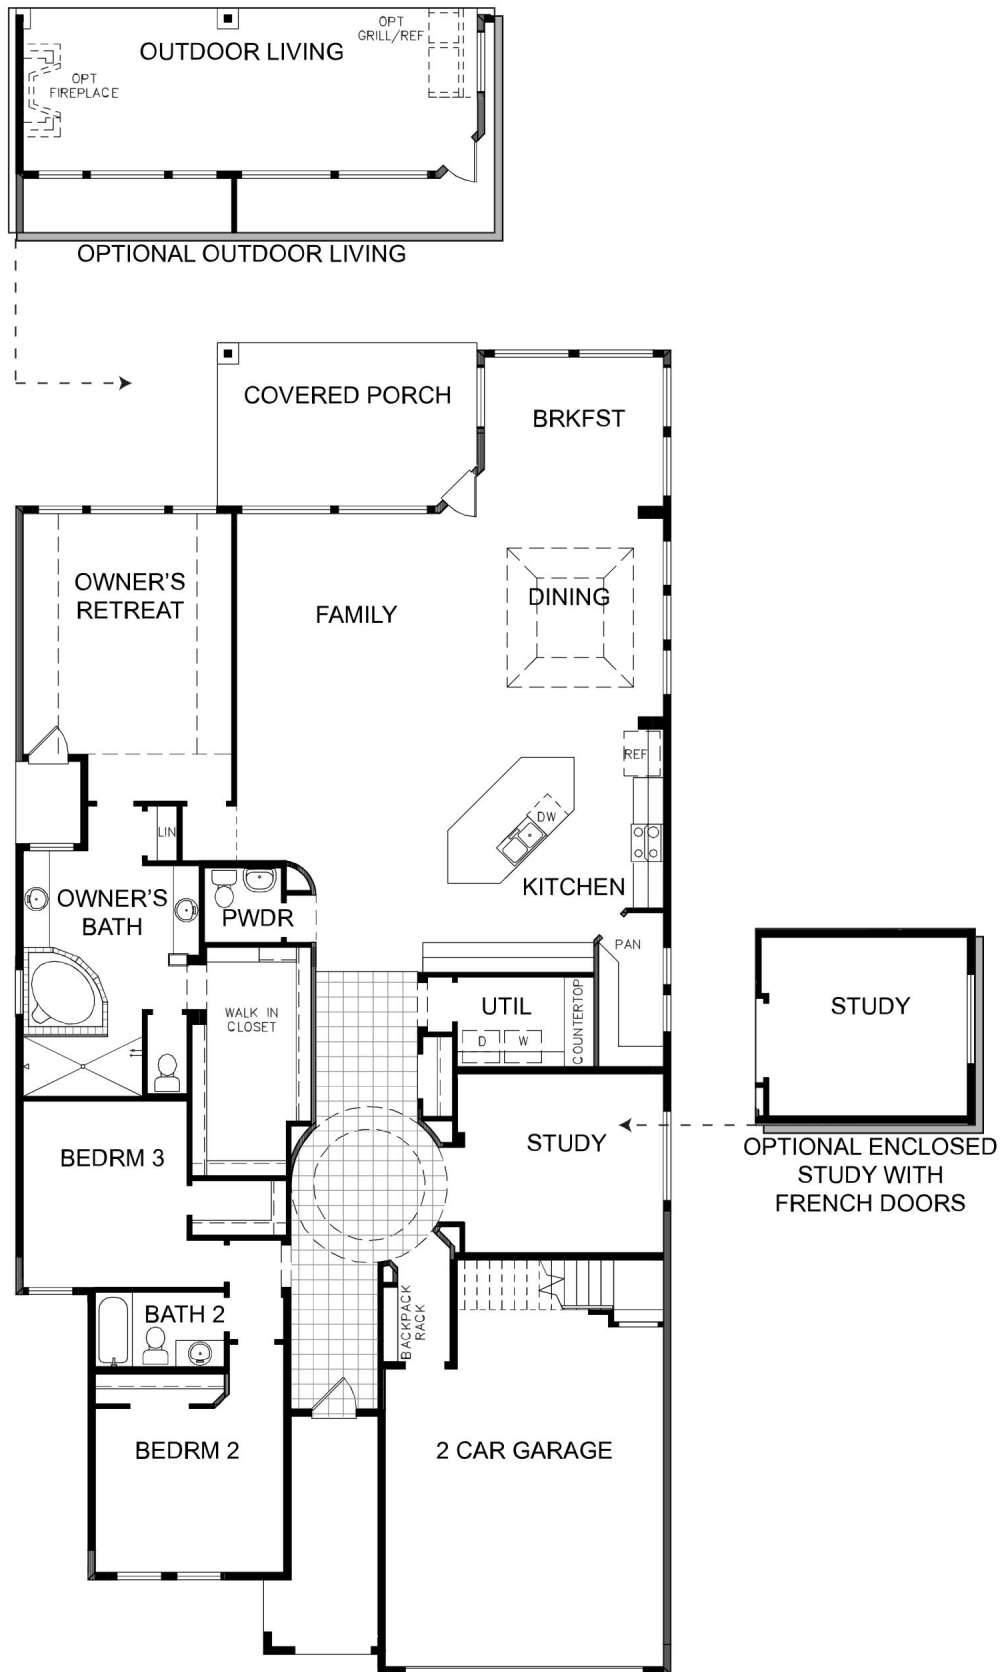 OUTDOOR LIVING
OPT
GRILL/REF
OPT
FIREPLACE
OPTIONAL OUTDOOR LIVING
COVERED PORCH
BRKFST
OWNER'S
RETREAT
FAMILY
DINING
REF
DW
LIN
KITCHEN
OWNER'S
BATH
PWDR
PAN
WALK IN
CLOSET
UTIL
D
W
COUNTERTOP
STUDY
STUDY
OPTIONAL ENCLOSED
STUDY WITH
FRENCH DOORS
BEDRM 3
BATH 2
BACKPACK
RACK
BEDRM 2
2 CAR GARAGE